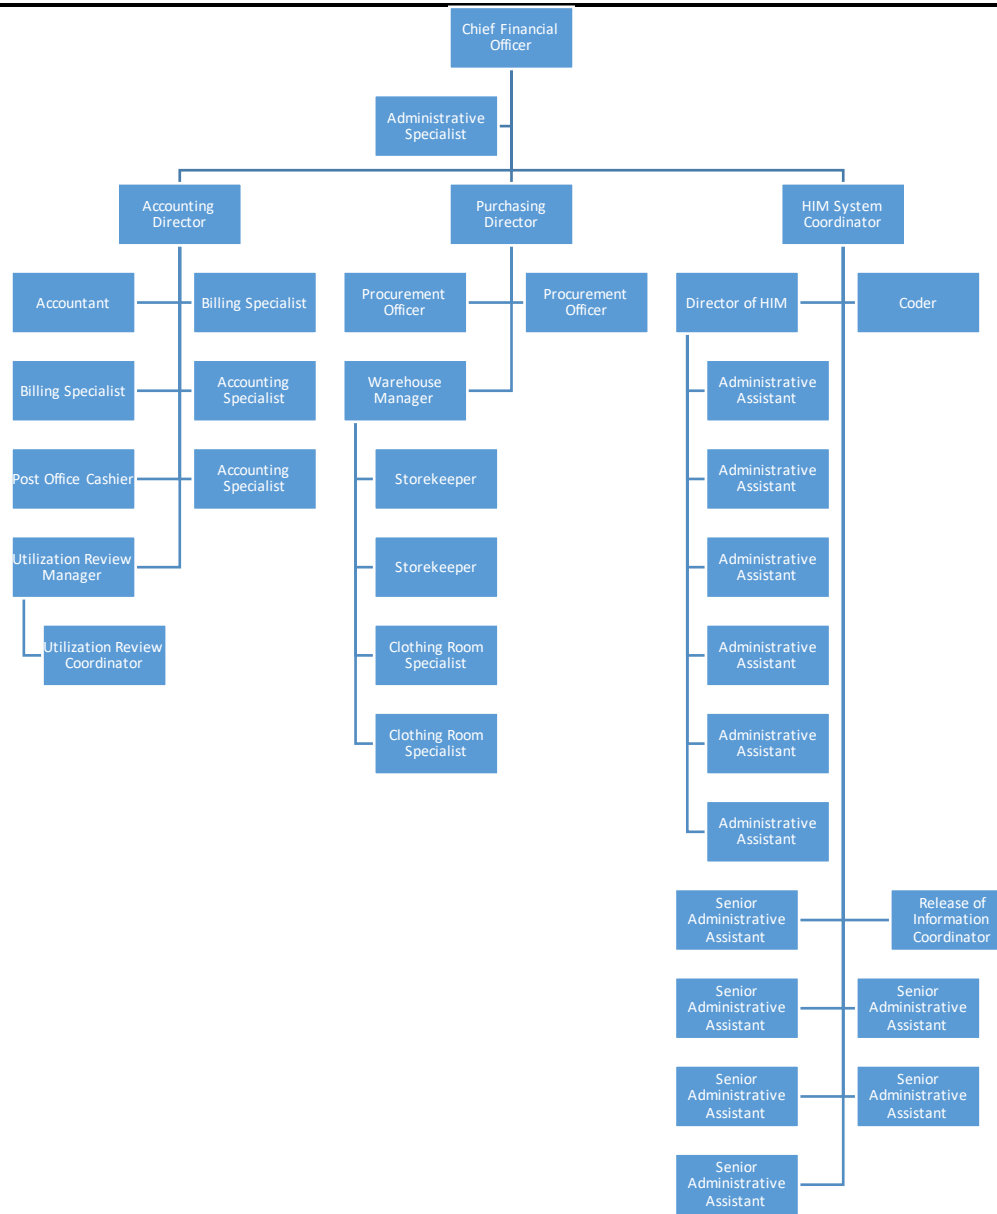 Chief Financial
Officer
Administrative
Specialist
Accounting
Director
Purchasing
Director
HIM System
Coordinator
Accountant
Billing Specialist
Procurement
Officer
Procurement
Officer
Director of HIM
Coder
Billing Specialist
Accounting
Specialist
Warehouse
Manager
Administrative
Assistant
Post Office Cashier
Accounting
Specialist
Storekeeper
Administrative
Assistant
Utilization Review
Manager
Storekeeper
Administrative
Assistant
Utilization Review
Coordinator
Clothing Room
Specialist
Administrative
Assistant
Clothing Room
Specialist
Administrative
Assistant
Administrative
Assistant
Senior
Administrative
Assistant
Release of
Information
Coordinator
Senior
Administrative
Assistant
Senior
Administrative
Assistant
Senior
Administrative
Assistant
Senior
Administrative
Assistant
Senior
Administrative
Assistant